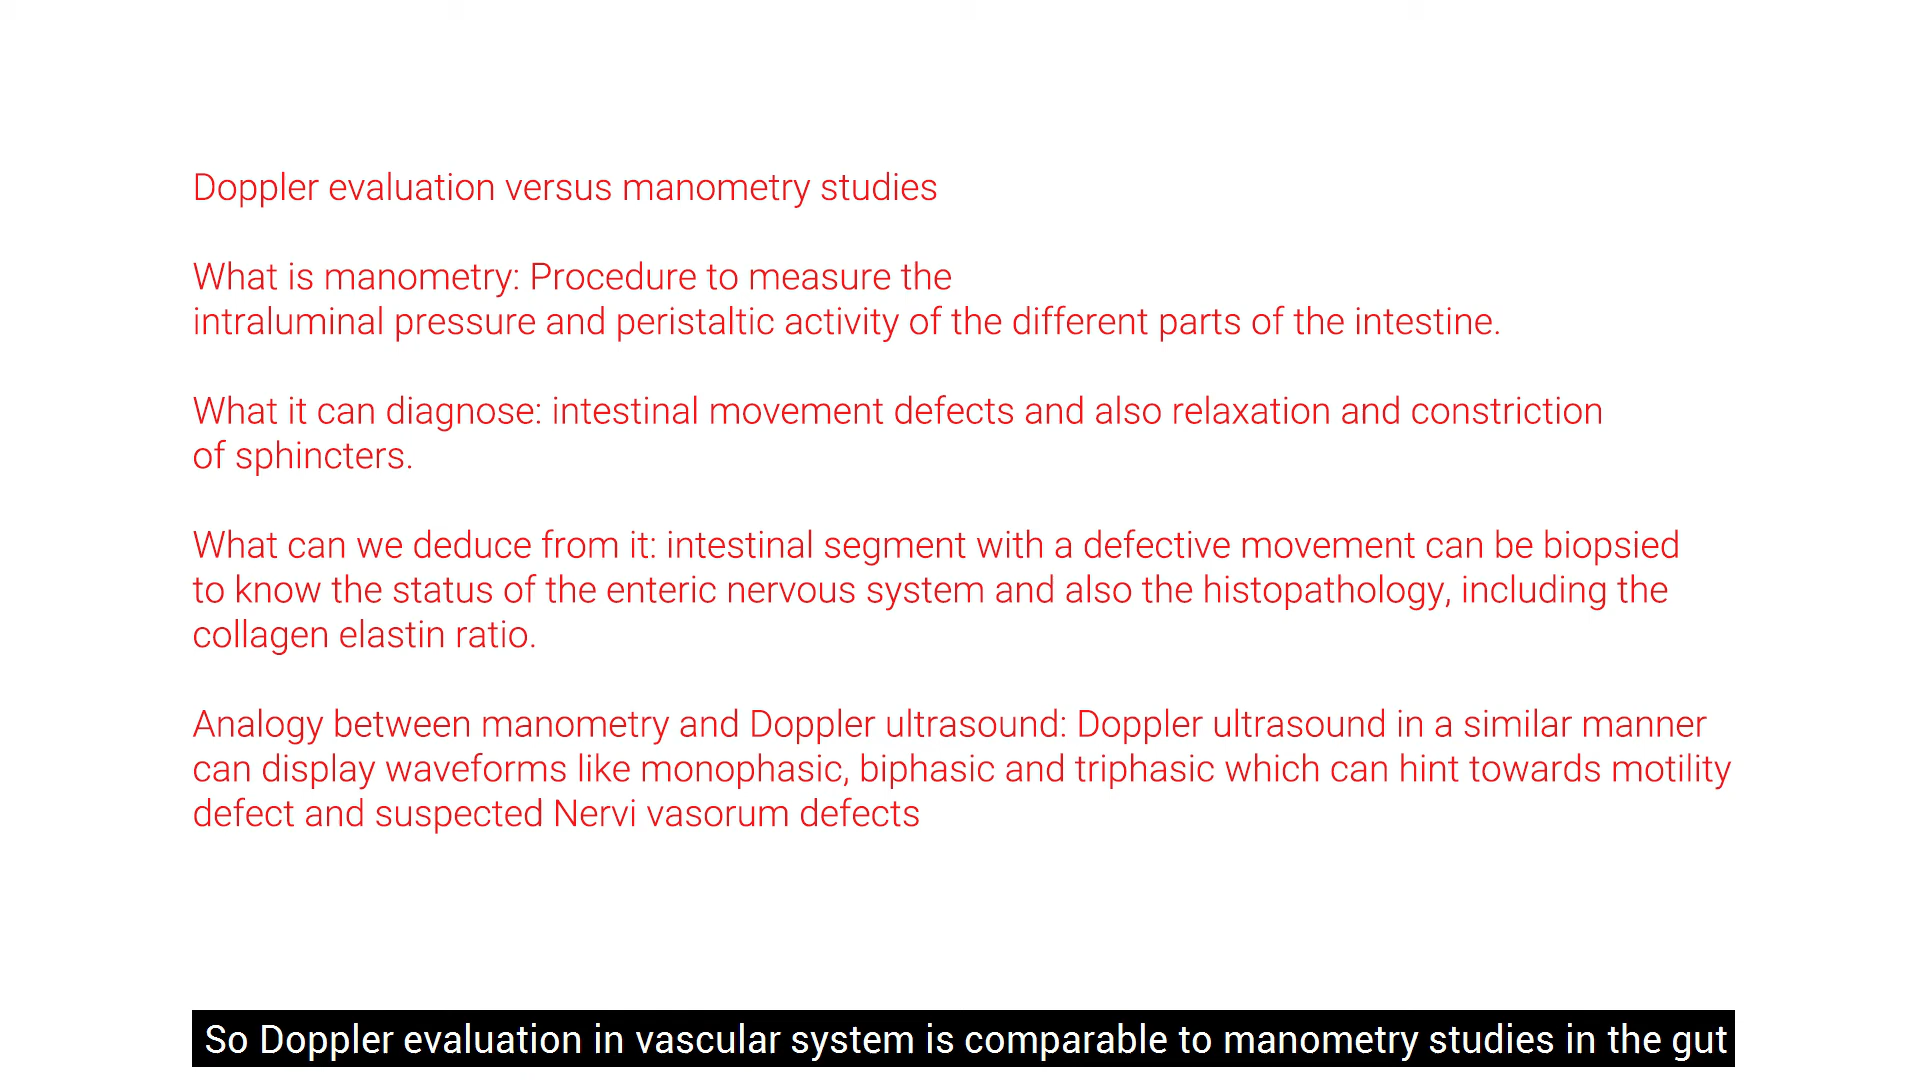 Doppler evaluation versus manometry studies
What is manometry: Procedure to measure the
intraluminal pressure and peristaltic activity of the different parts of the intestine.
What it can diagnose: intestinal movement defects and also relaxation and constriction
of sphincters.
What can we deduce from it: intestinal segment with a defective movement can be biopsied
to know the status of the enteric nervous system and also the histopathology, including the
collagen elastin ratio.
Analogy between manometry and Doppler ultrasound: Doppler ultrasound in a similar manner
can display waveforms like monophasic, biphasic and triphasic which can hint towards motility
defect and suspected Nervi vasorum defects
So Doppler evaluation in vascular system is comparable to manometry studies in the gut